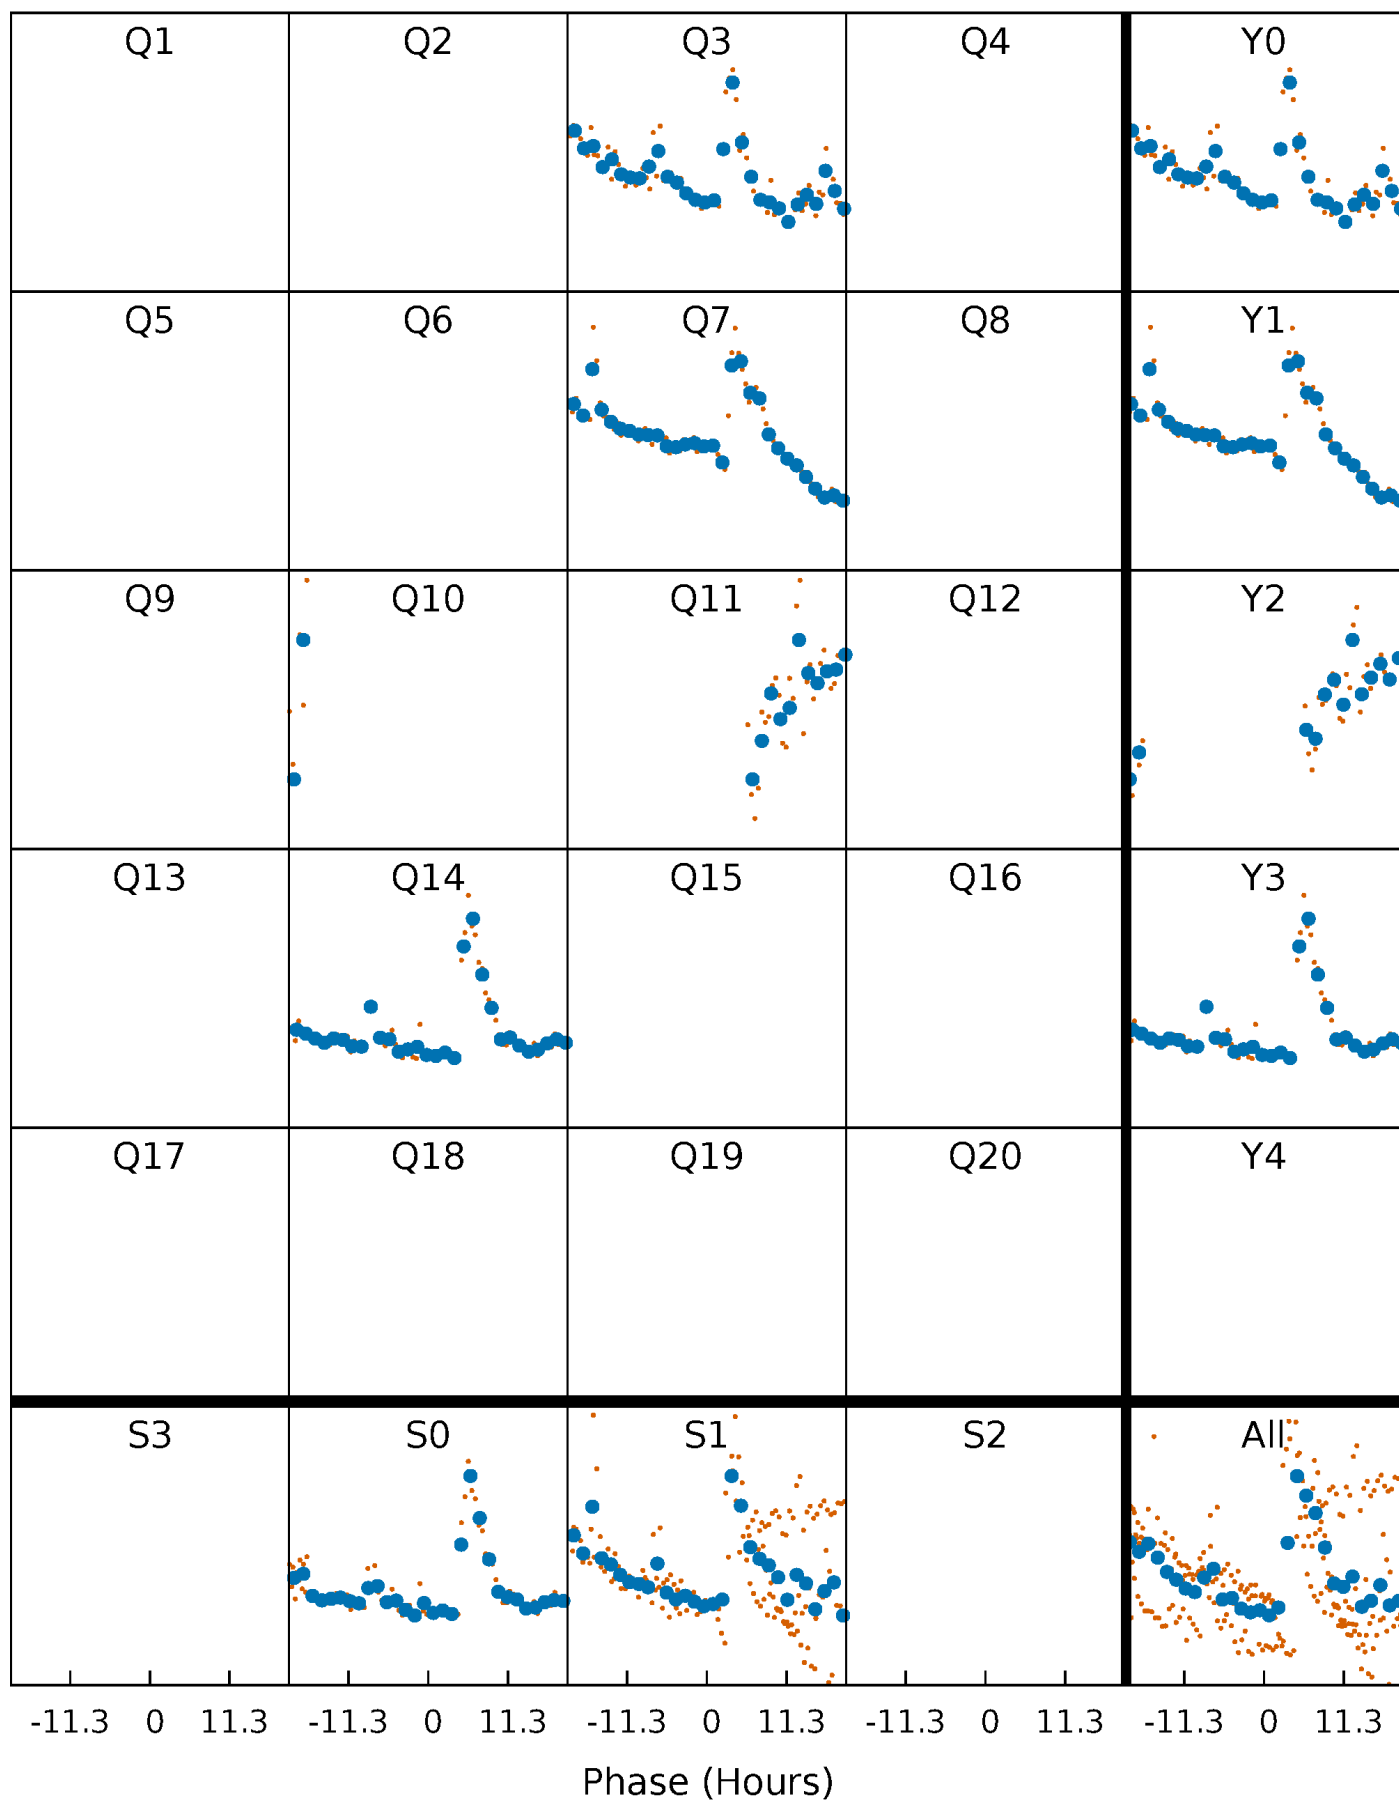 Q1 Q2 Q3 Q4 Y0
Q5 Q6 Q7 Q8 Y1
Q9 Q10 Q11 Q12 Y2
Q13 Q14 Q15 Q16 Y3
Q17 Q18 Q19 Q20 Y4
S3 S0 S1 S2 All
-11.3 0 11.3 -11.3 0 11.3 -11.3 0 11.3 -11.3 0 11.3 -11.3 0 11.3
Phase (Hours)